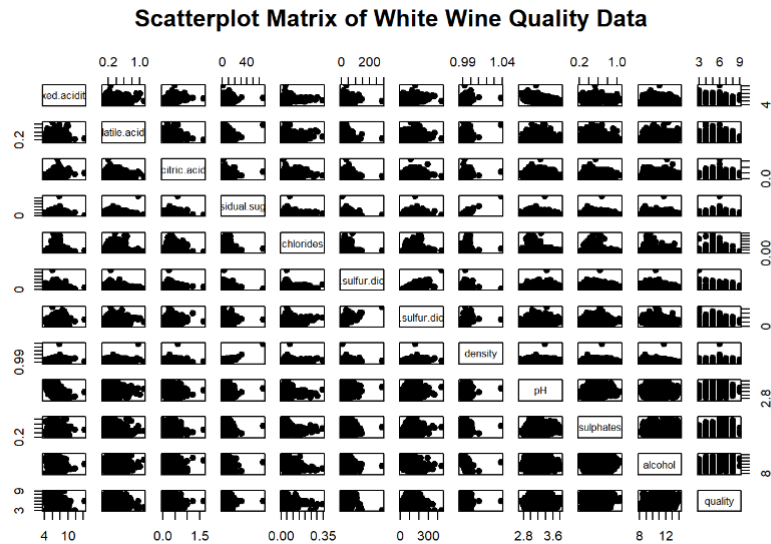 Scatterplot Matrix of White Wine Quality Data
0.2 1.0 0 40 0 200 0.99 1.04 0.2 1.0 3 6 9
xed.acidit 4
0.2 latile.acid
citric.acid 0.0
0 sidual.sug
chlorides 0.00
0 .sulfur.dio
.sulfur.dic 0
0.99 density
pH 2.8
0.2 sulphates
alcohol 8
3 9 quality
4 10 0.0 1.5 0.00 0.35 0 300 2.8 3.6 8 12